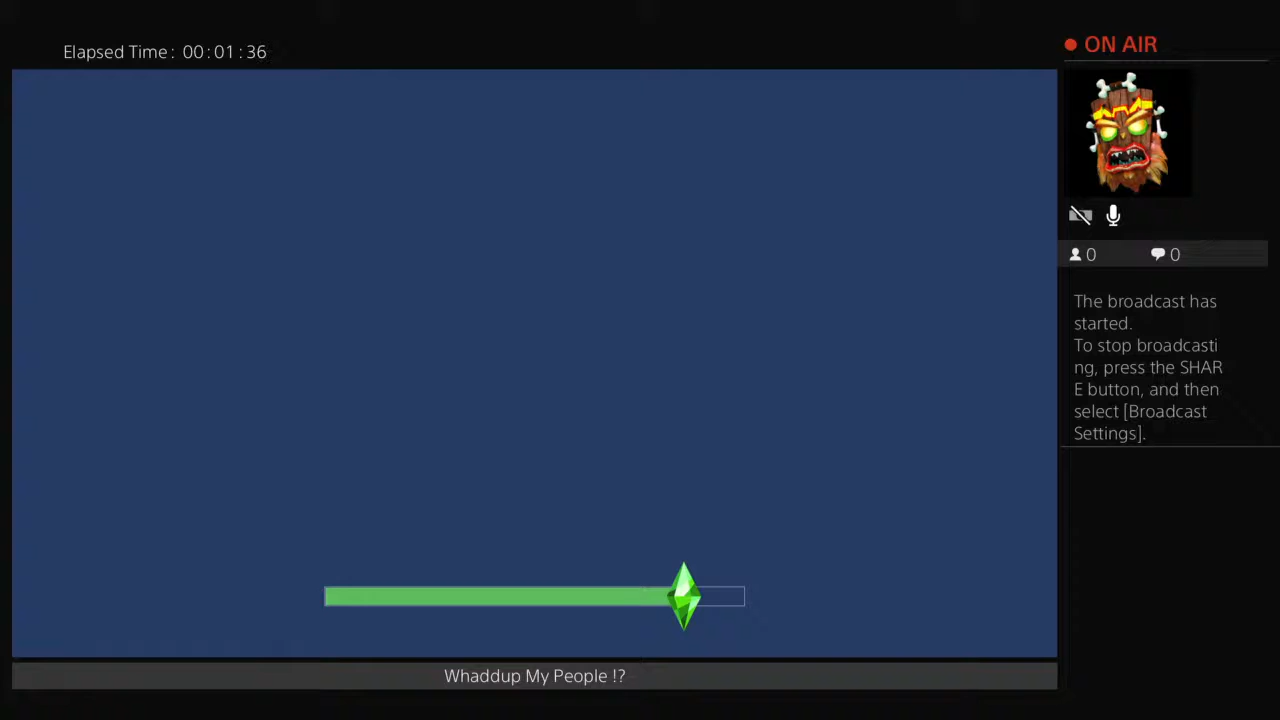 Elapsed Time: 00:01:36
ON AIR
0 0
The broadcast has
started.
To stop broadcasti
ng, press the SHAR
E button, and then
select [Broadcast
Settings].
Whaddup My People !?